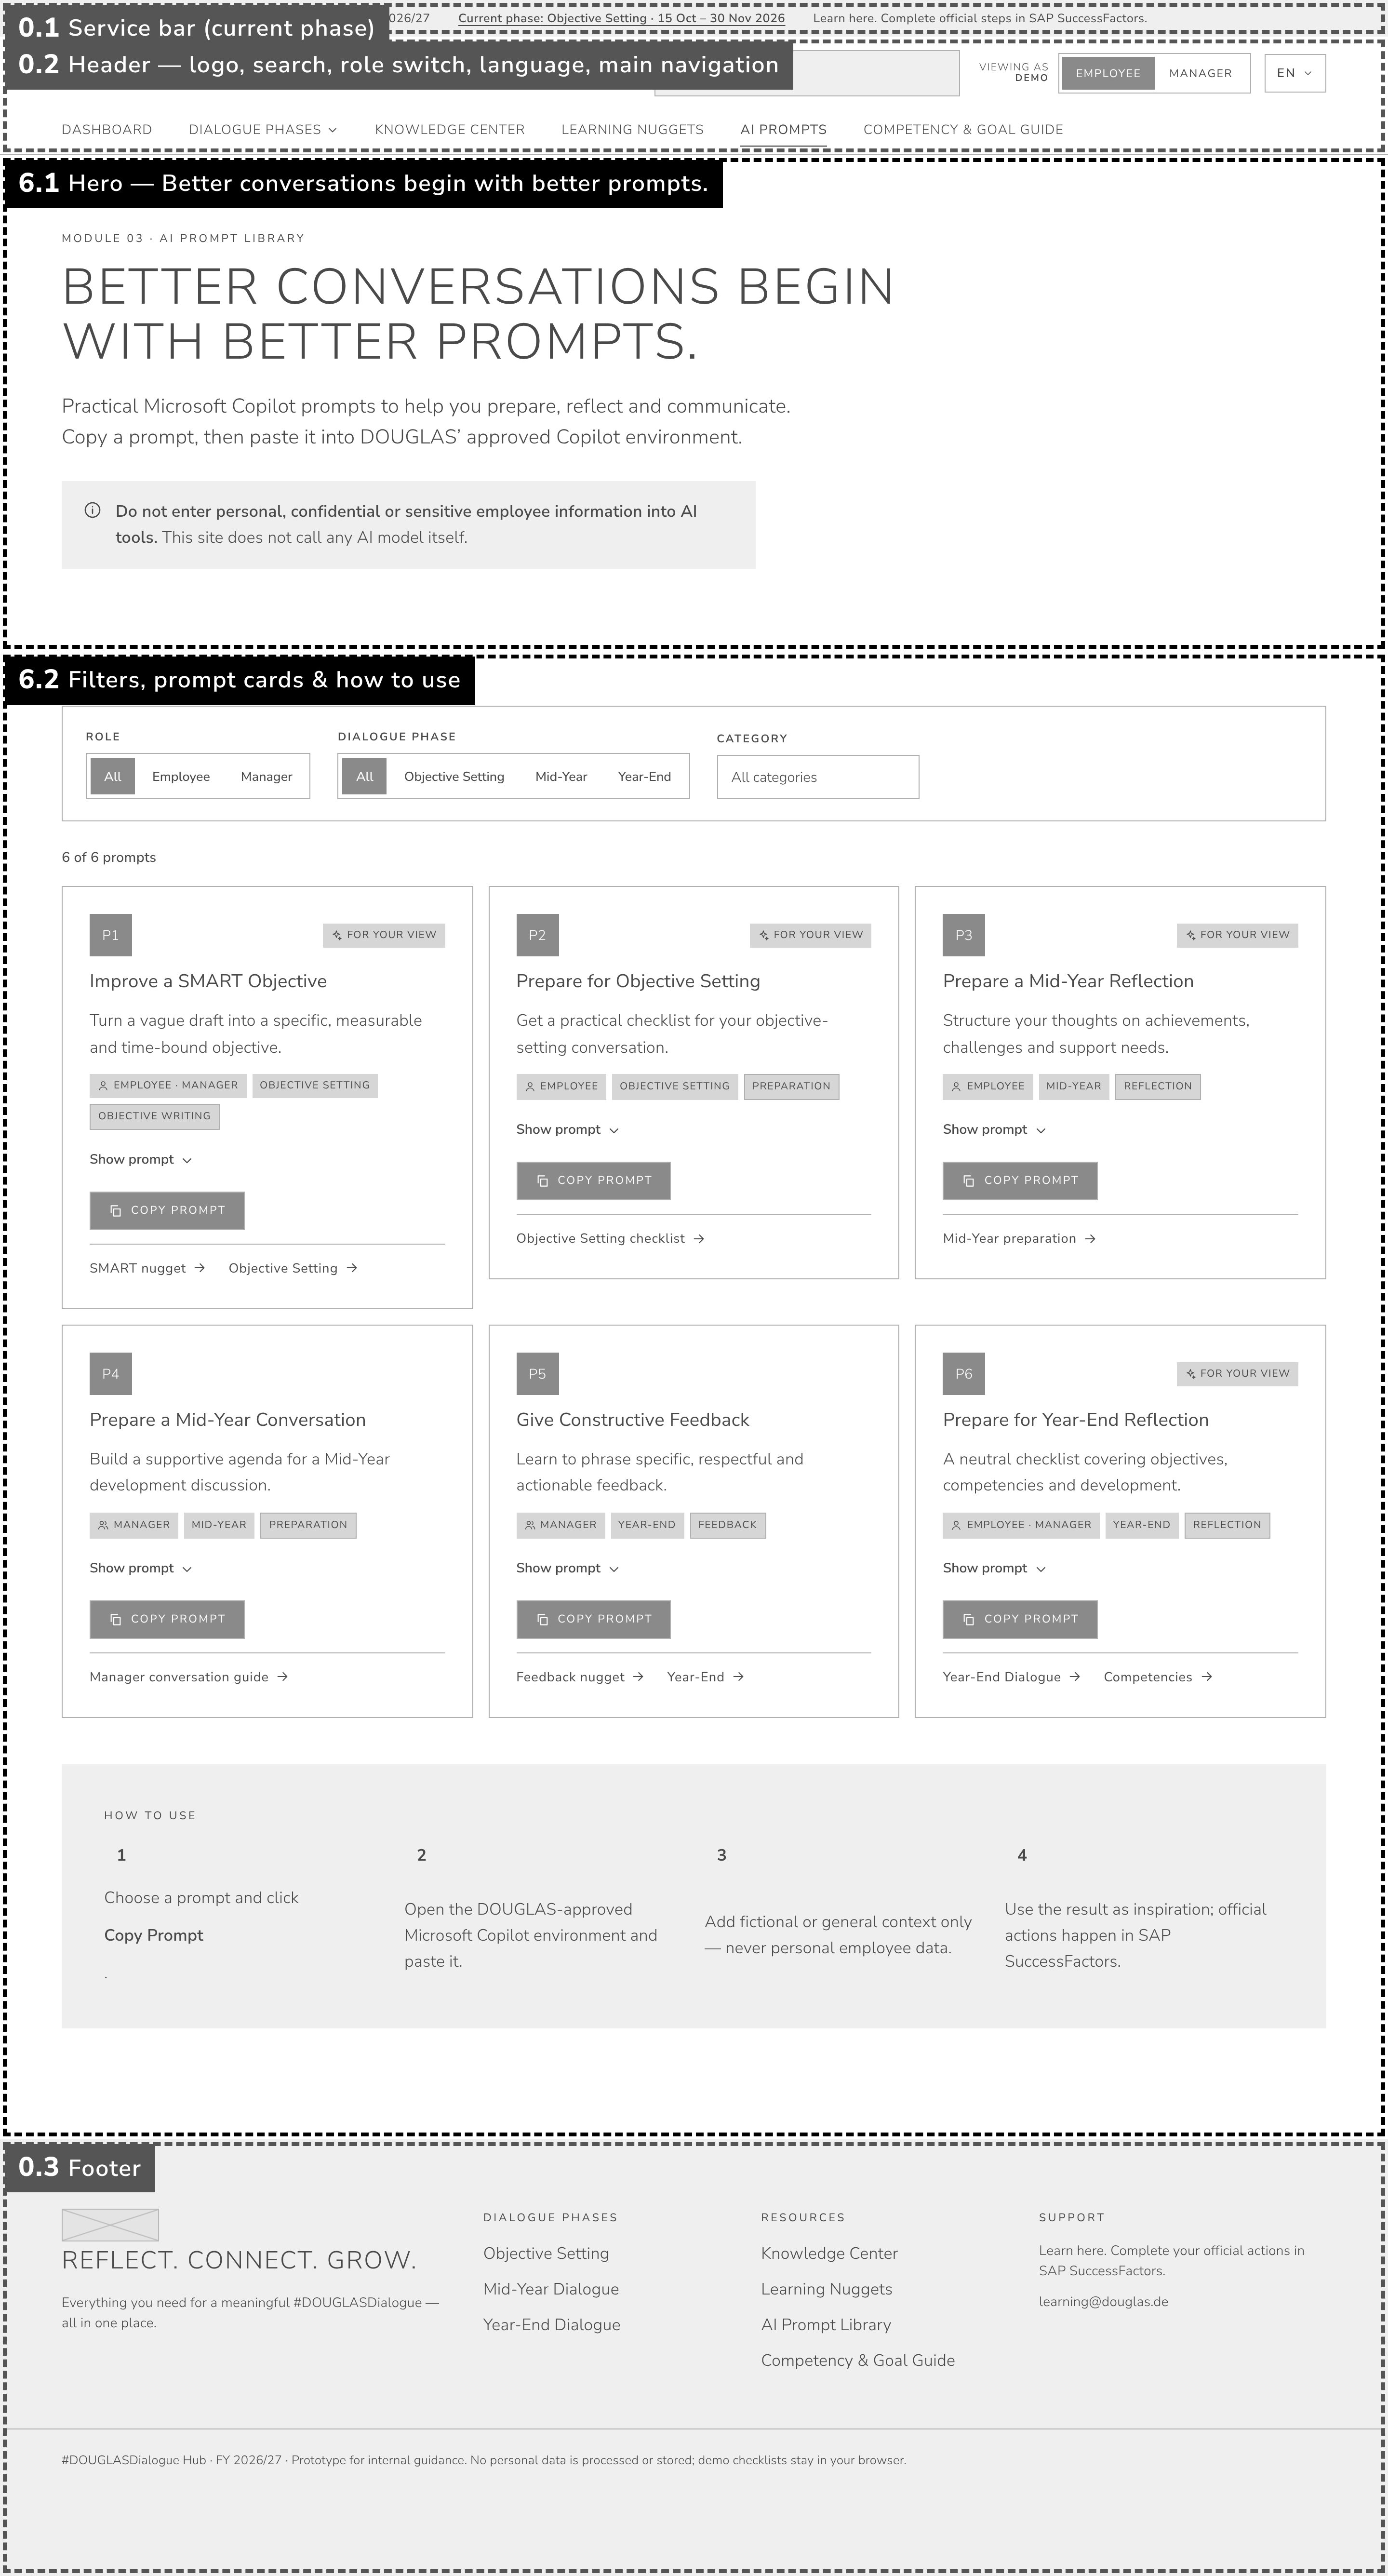 0.1 Service bar (current phase)
026/27 Current phase: Objective Setting · 15 Oct – 30 Nov 2026 Learn here. Complete official steps in SAP SuccessFactors.
0.2 Header — logo, search, role switch, language, main navigation
VIEWING AS
DEMO
EMPLOYEE MANAGER
EN
DASHBOARD DIALOGUE PHASES KNOWLEDGE CENTER LEARNING NUGGETS AI PROMPTS COMPETENCY & GOAL GUIDE
6.1 Hero — Better conversations begin with better prompts.
MODULE 03 · AI PROMPT LIBRARY
BETTER CONVERSATIONS BEGIN
WITH BETTER PROMPTS.
Practical Microsoft Copilot prompts to help you prepare, reflect and communicate.
Copy a prompt, then paste it into DOUGLAS’ approved Copilot environment.
Do not enter personal, confidential or sensitive employee information into AI
tools. This site does not call any AI model itself.
6.2 Filters, prompt cards & how to use
ROLE
All Employee Manager
DIALOGUE PHASE
All Objective Setting Mid-Year Year-End
CATEGORY
All categories
6 of 6 prompts
P1
FOR YOUR VIEW
Improve a SMART Objective
Turn a vague draft into a specific, measurable
and time-bound objective.
EMPLOYEE · MANAGER OBJECTIVE SETTING
OBJECTIVE WRITING
Show prompt
COPY PROMPT
SMART nugget → Objective Setting →
P2
FOR YOUR VIEW
Prepare for Objective Setting
Get a practical checklist for your objective-
setting conversation.
EMPLOYEE OBJECTIVE SETTING PREPARATION
Show prompt
COPY PROMPT
Objective Setting checklist →
P3
FOR YOUR VIEW
Prepare a Mid-Year Reflection
Structure your thoughts on achievements,
challenges and support needs.
EMPLOYEE MID-YEAR REFLECTION
Show prompt
COPY PROMPT
Mid-Year preparation →
P4
Prepare a Mid-Year Conversation
Build a supportive agenda for a Mid-Year
development discussion.
MANAGER MID-YEAR PREPARATION
Show prompt
COPY PROMPT
Manager conversation guide →
P5
Give Constructive Feedback
Learn to phrase specific, respectful and
actionable feedback.
MANAGER YEAR-END FEEDBACK
Show prompt
COPY PROMPT
Feedback nugget → Year-End →
P6
FOR YOUR VIEW
Prepare for Year-End Reflection
A neutral checklist covering objectives,
competencies and development.
EMPLOYEE · MANAGER YEAR-END REFLECTION
Show prompt
COPY PROMPT
Year-End Dialogue → Competencies →
HOW TO USE
1
Choose a prompt and click
Copy Prompt
.
2
Open the DOUGLAS-approved
Microsoft Copilot environment and
paste it.
3
Add fictional or general context only
— never personal employee data.
4
Use the result as inspiration; official
actions happen in SAP
SuccessFactors.
0.3 Footer
REFLECT. CONNECT. GROW.
Everything you need for a meaningful #DOUGLASDialogue —
all in one place.
DIALOGUE PHASES
Objective Setting
Mid-Year Dialogue
Year-End Dialogue
RESOURCES
Knowledge Center
Learning Nuggets
AI Prompt Library
Competency & Goal Guide
SUPPORT
Learn here. Complete your official actions in
SAP SuccessFactors.
learning@douglas.de
#DOUGLASDialogue Hub · FY 2026/27 · Prototype for internal guidance. No personal data is processed or stored; demo checklists stay in your browser.